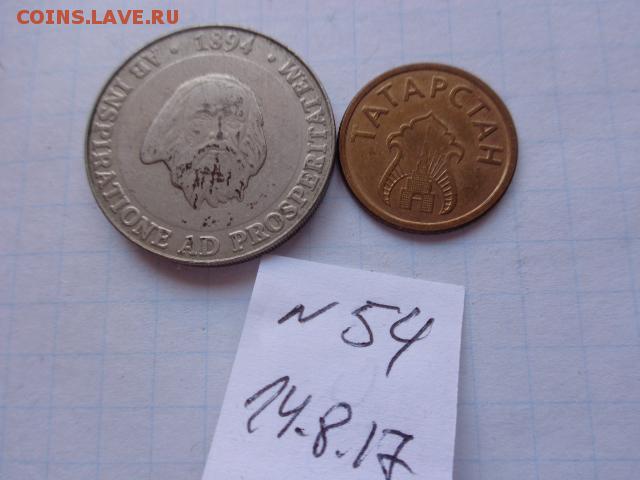 COINS.LAVE.RU
AB INSPIRATIONE AD PROSPERITATEM · 1894 ·
ТАТАРСТАН
N 54
14.8.17